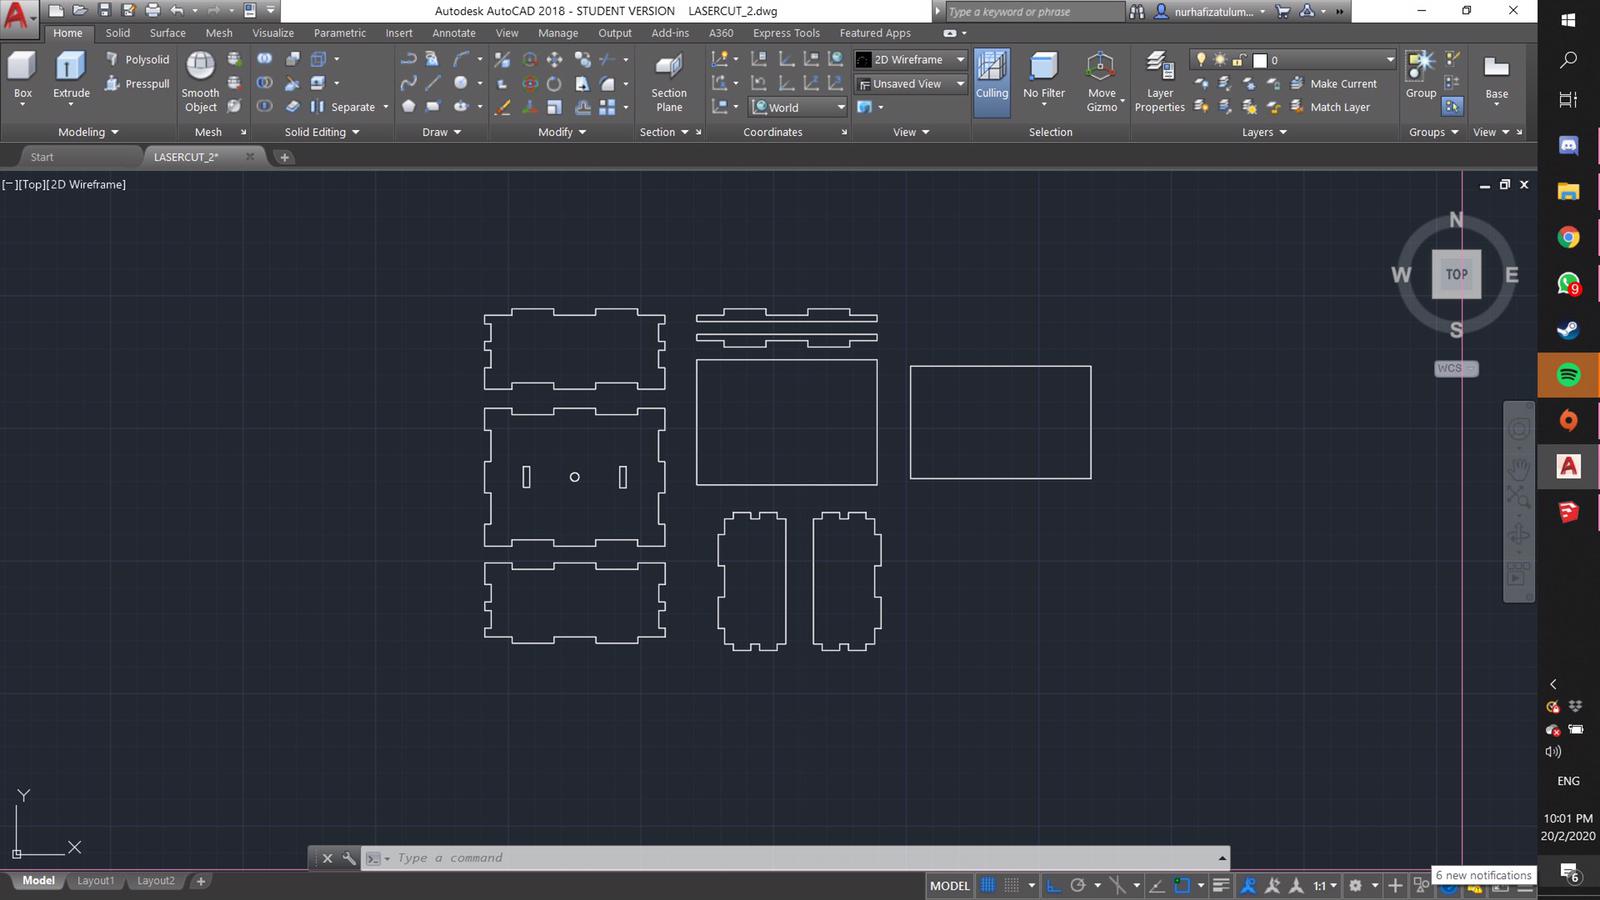 Autodesk AutoCAD 2018 - STUDENT VERSION LASERCUT_2.dwg
Type a keyword or phrase
nurhafizatulum...
Home Solid Surface Mesh Visualize Parametric Insert Annotate View Manage Output Add-ins A360 Express Tools Featured Apps
Box
Extrude
Polysolid
Presspull
Smooth
Object
Separate
Section
Plane
World
2D Wireframe
Unsaved View
Culling
No Filter
Move
Gizmo
Layer
Properties
0
Make Current
Match Layer
Group
Base
Modeling Mesh Solid Editing Draw Modify Section Coordinates View Selection Layers Groups View
Start LASERCUT_2* +
[−][Top][2D Wireframe]
N
W TOP E
S
WCS
9
Y
X
Type a command
Model Layout1 Layout2 +
MODEL
1:1
6 new notifications
ENG
10:01 PM
20/2/2020
6